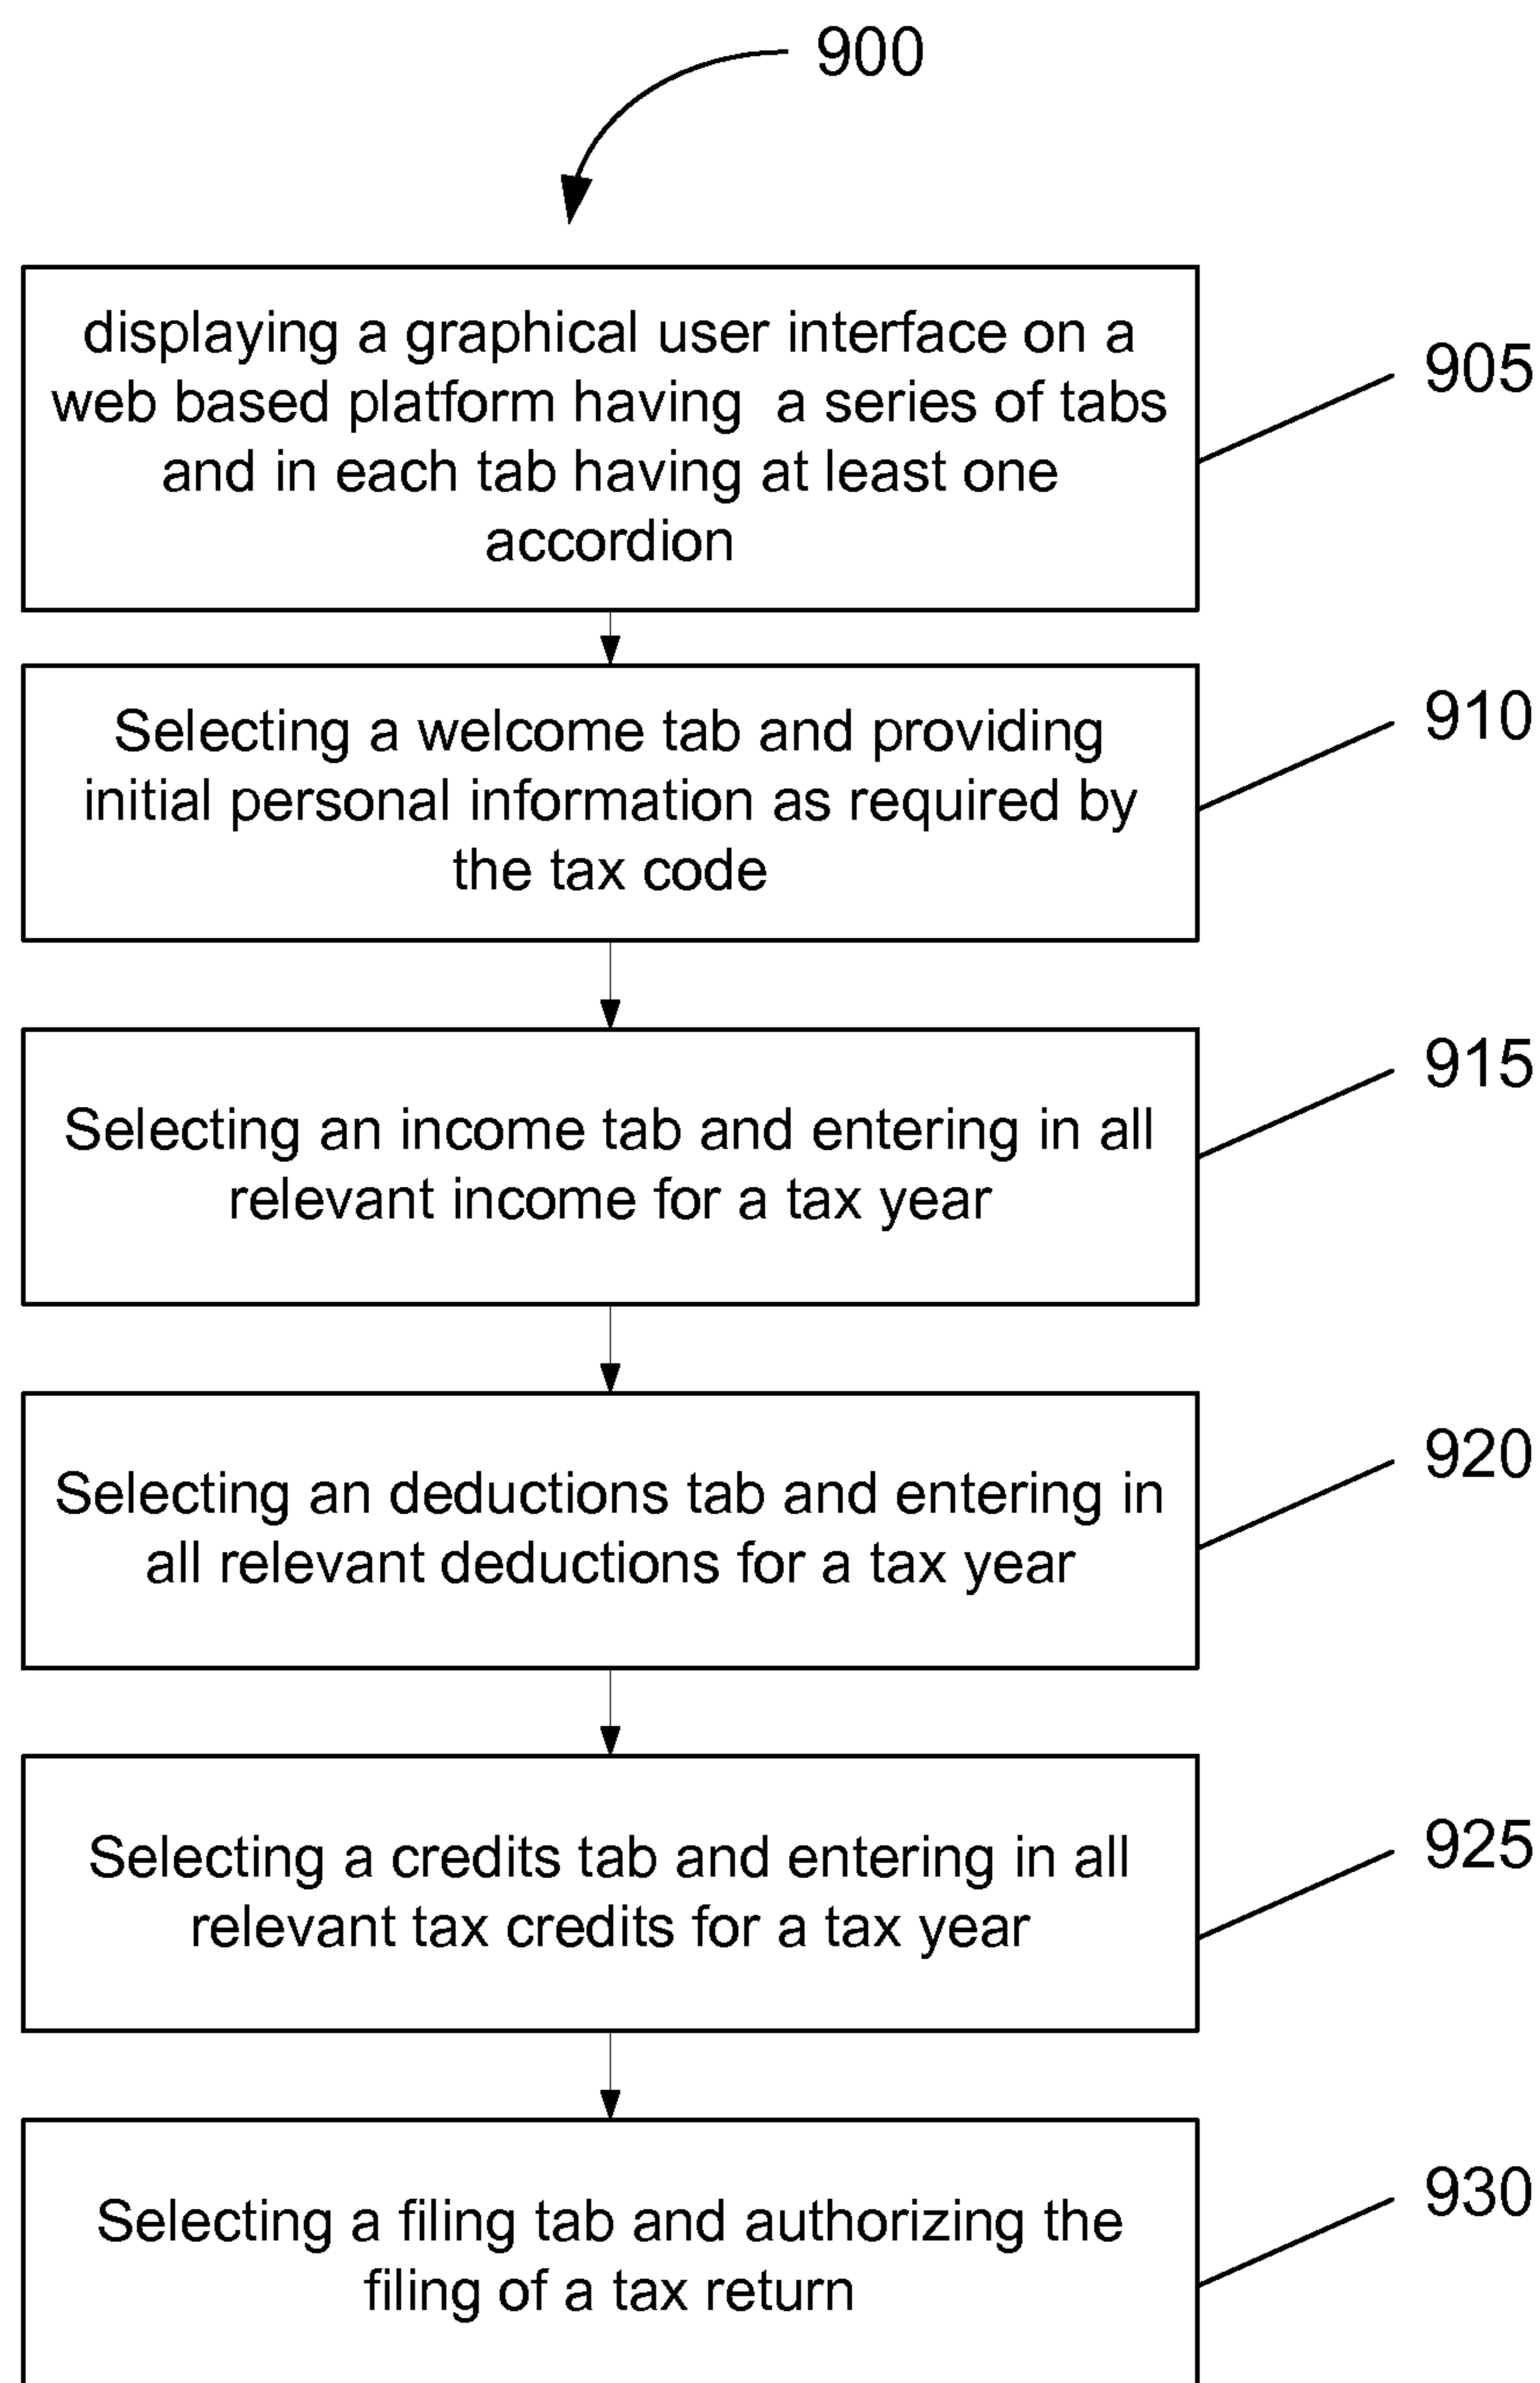 900
displaying a graphical user interface on a
web based platform having  a series of tabs
and in each tab having at least one
accordion
905
Selecting a welcome tab and providing
initial personal information as required by
the tax code
910
Selecting an income tab and entering in all
relevant income for a tax year
915
Selecting an deductions tab and entering in
all relevant deductions for a tax year
920
Selecting a credits tab and entering in all
relevant tax credits for a tax year
925
Selecting a filing tab and authorizing the
filing of a tax return
930